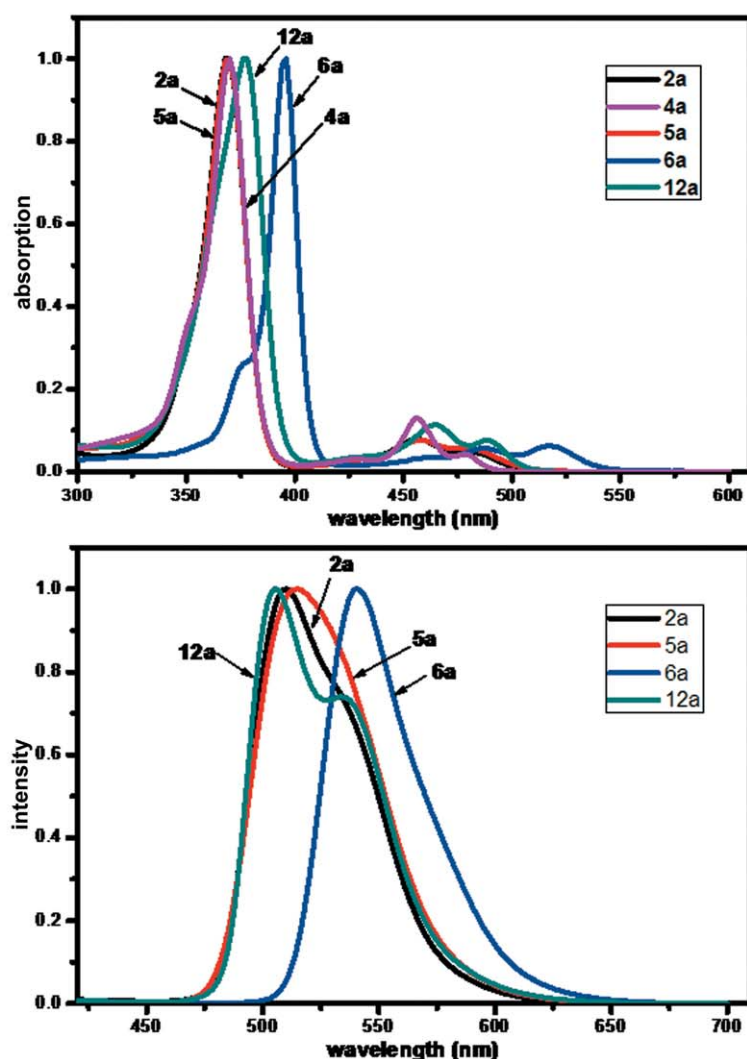 12a
6a
2a
5a
4a
2a
4a
5a
6a
12a
absorption
1.0
0.8
0.6
0.4
0.2
0.0
300 350 400 450 500 550 600
wavelength (nm)
2a
5a
12a
6a
2a
5a
6a
12a
intensity
1.0
0.8
0.6
0.4
0.2
0.0
450 500 550 600 650 700
wavelength (nm)